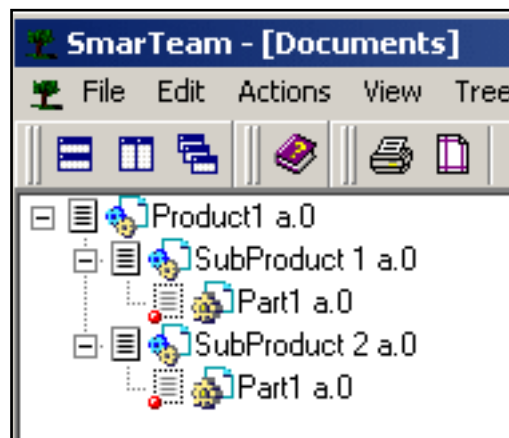 SmarTeam - [Documents]
File Edit Actions View Tree
Product1 a.0
SubProduct 1 a.0
Part1 a.0
SubProduct 2 a.0
Part1 a.0